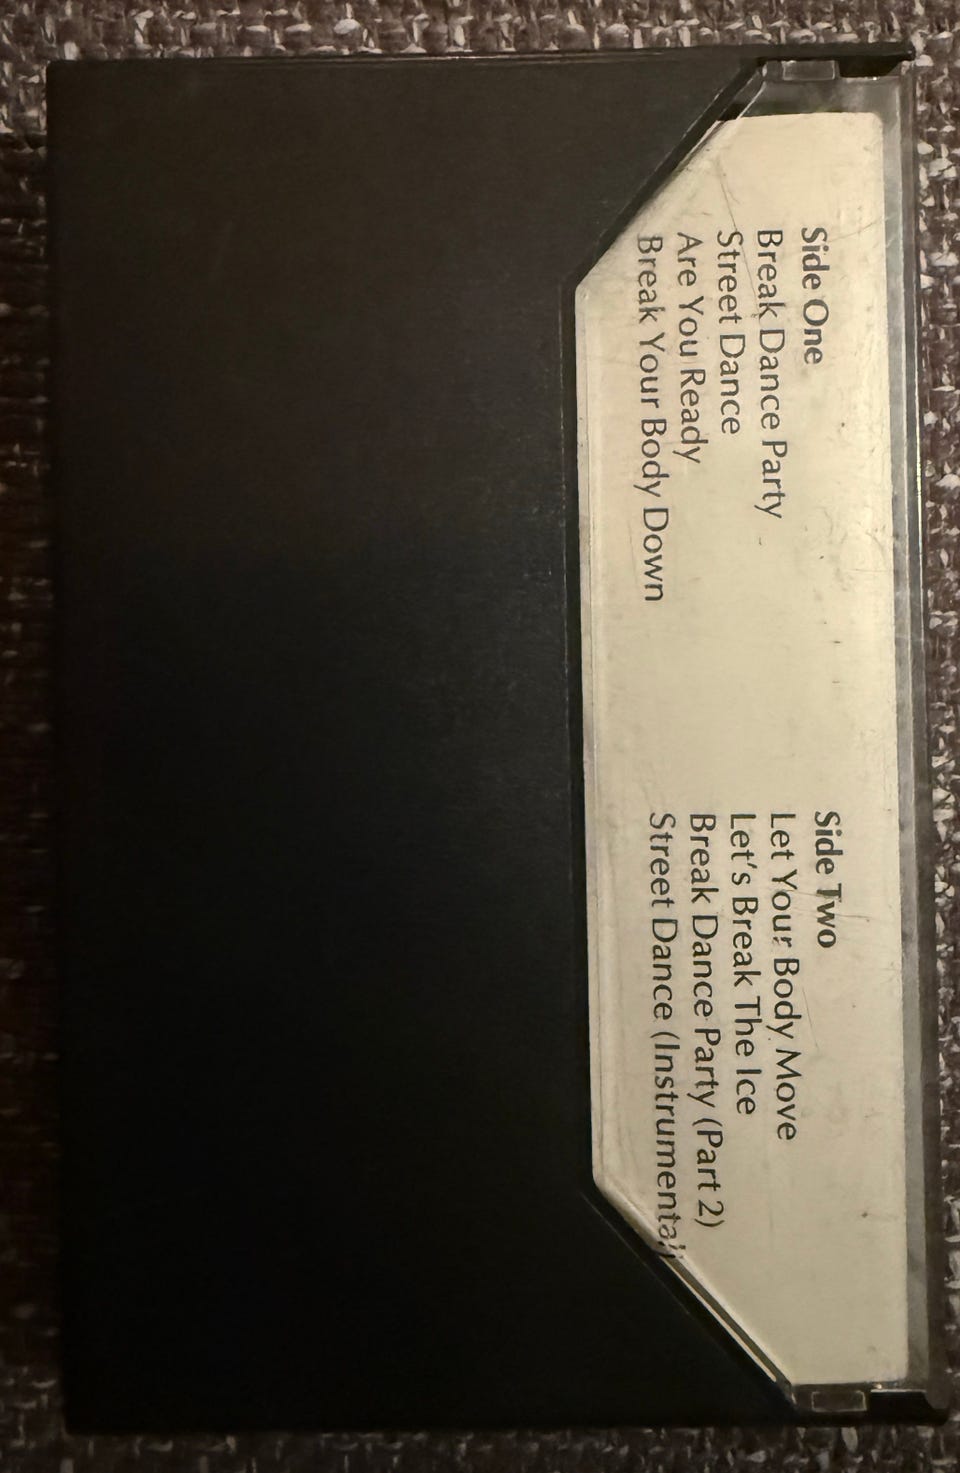 Side One
Break Dance Party
Street Dance
Are You Ready
Break Your Body Down
Side Two
Let Your Body Move
Let's Break The Ice
Break Dance Party (Part 2)
Street Dance (Instrumental)